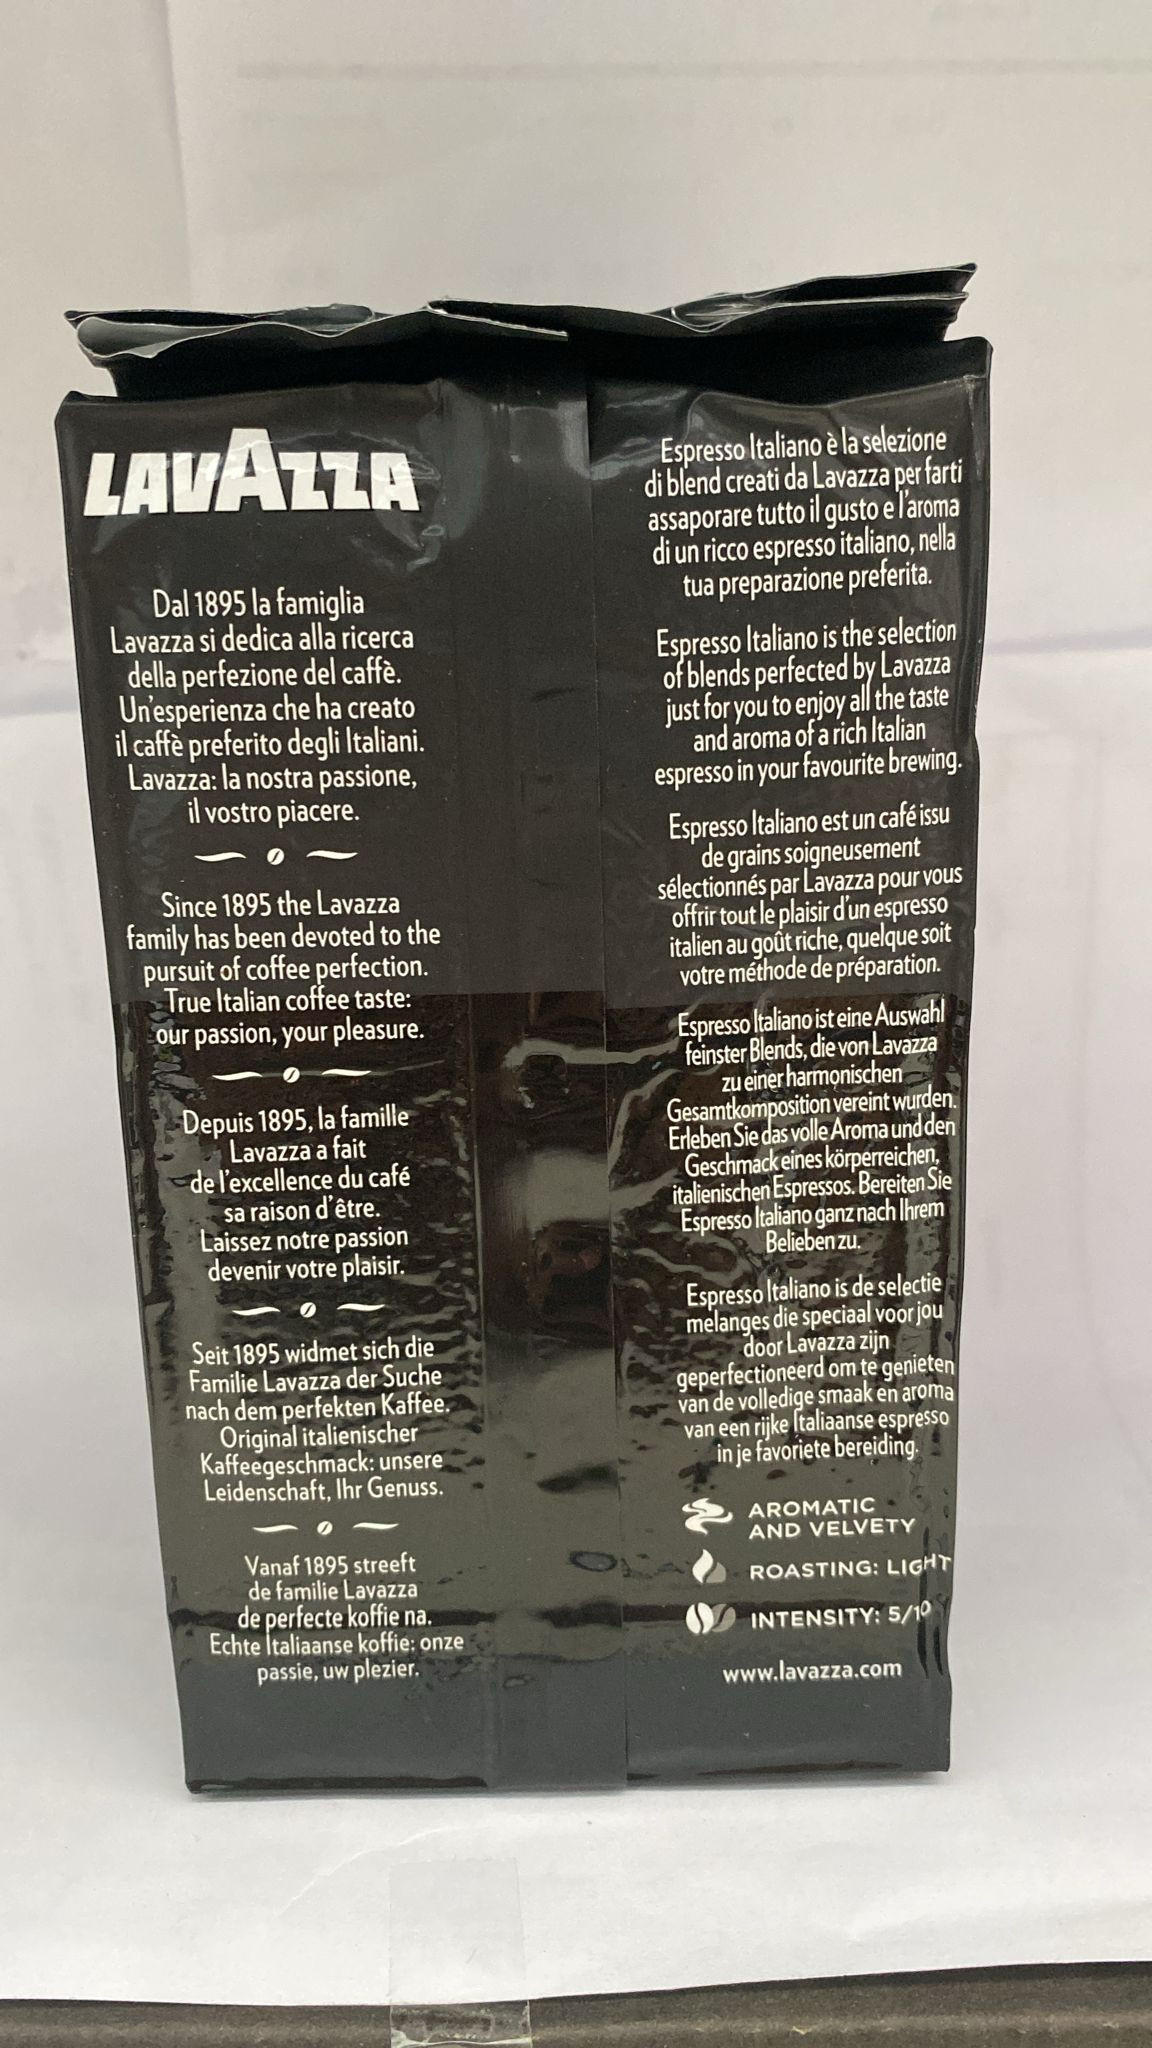 LAVAZZA
Dal 1895 la famiglia
Lavazza si dedica alla ricerca
della perfezione del caffè.
Un'esperienza che ha creato
il caffè preferito degli Italiani.
Lavazza: la nostra passione,
il vostro piacere.
Since 1895 the Lavazza
family has been devoted to the
pursuit of coffee perfection.
True Italian coffee taste:
our passion, your pleasure.
Depuis 1895, la famille
Lavazza a fait
de l'excellence du café
sa raison d'être.
Laissez notre passion
devenir votre plaisir.
Seit 1895 widmet sich die
Familie Lavazza der Suche
nach dem perfekten Kaffee.
Original italienischer
Kaffeegeschmack: unsere
Leidenschaft, Ihr Genuss.
Vanaf 1895 streeft
de familie Lavazza
de perfecte koffie na.
Echte Italiaanse koffie: onze
passie, uw plezier.
Espresso Italiano è la selezione
di blend creati da Lavazza per farti
assaporare tutto il gusto e l'aroma
di un ricco espresso italiano, nella
tua preparazione preferita.
Espresso Italiano is the selection
of blends perfected by Lavazza
just for you to enjoy all the taste
and aroma of a rich Italian
espresso in your favourite brewing.
Espresso Italiano est un café issu
de grains soigneusement
sélectionnés par Lavazza pour vous
offrir tout le plaisir d'un espresso
italien au goût riche, quelque soit
votre méthode de préparation.
Espresso Italiano ist eine Auswahl
feinster Blends, die von Lavazza
zu einer harmonischen
Gesamtkomposition vereint wurden.
Erleben Sie das volle Aroma und den
Geschmack eines körperreichen,
italienischen Espressos. Bereiten Sie
Espresso Italiano ganz nach Ihrem
Belieben zu.
Espresso Italiano is de selectie
melanges die speciaal voor jou
door Lavazza zijn
geperfectioneerd om te genieten
van de volledige smaak en aroma
van een rijke Italiaanse espresso
in je favoriete bereiding.
AROMATIC
AND VELVETY
ROASTING: LIGHT
INTENSITY: 5/10
www.lavazza.com